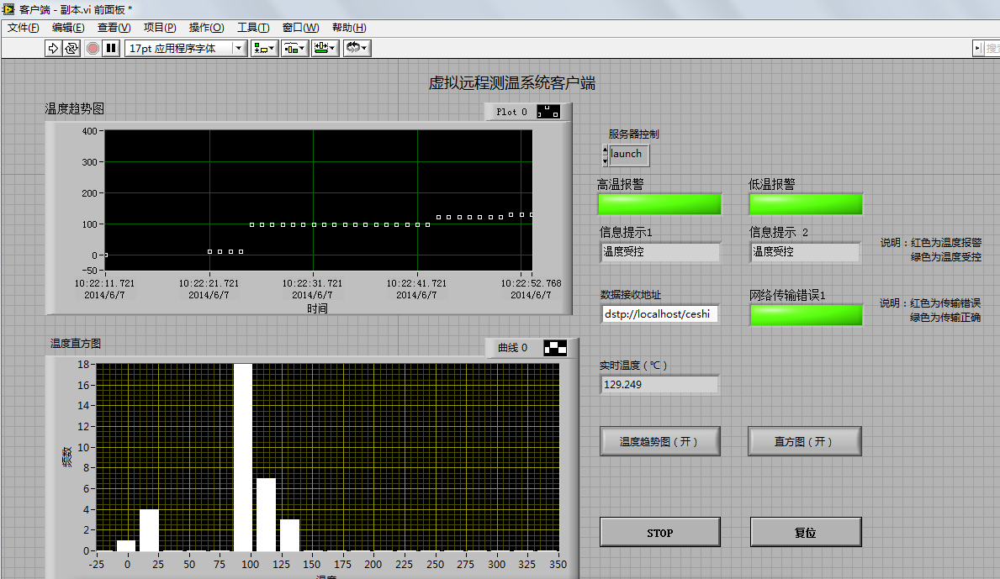 客户端 - 副本.vi 前面板 *
文件(F) 编辑(E) 查看(V) 项目(P) 操作(O) 工具(T) 窗口(W) 帮助(H)
17pt 应用程序字体
虚拟远程测温系统客户端
温度趋势图
Plot 0
400
300
200
100
0
-50
10:22:11.721 10:22:21.721 10:22:31.721 10:22:41.721 10:22:52.768
2014/6/7 2014/6/7 2014/6/7 2014/6/7 2014/6/7
时间
服务器控制
launch
高温报警 低温报警
信息提示1 信息提示 2
温度受控 温度受控
说明：红色为温度报警
绿色为温度受控
数据接收地址 网络传输错误1
dstp://localhost/ceshi
说明：红色为传输错误
绿色为传输正确
温度直方图
曲线 0
18
16
14
12
10
8
6
4
2
0
频数
-25 0 25 50 75 100 125 150 175 200 225 250 275 300 325 350
温度
实时温度（℃）
129.249
温度趋势图（开） 直方图（开）
STOP 复位